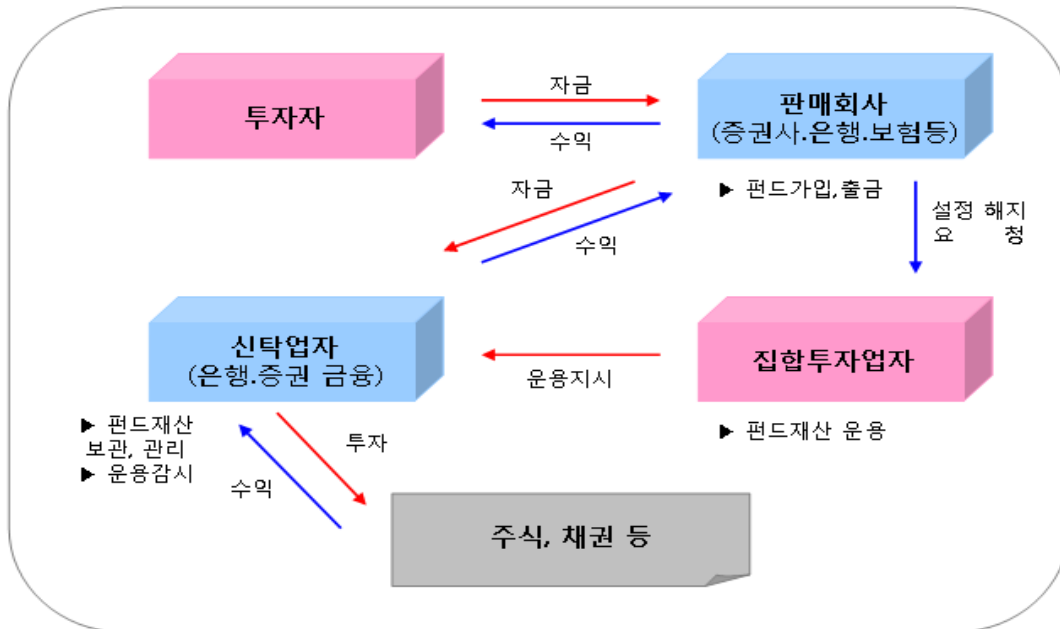 투자자
자금
수익
판매회사
(증권사.은행.보험등)
▶ 펀드가입,출금
자금
수익
설정 해지
요 청
신탁업자
(은행.증권 금융)
▶ 펀드재산
보관, 관리
▶ 운용감시
운용지시
집합투자업자
▶ 펀드재산 운용
투자
수익
주식, 채권 등